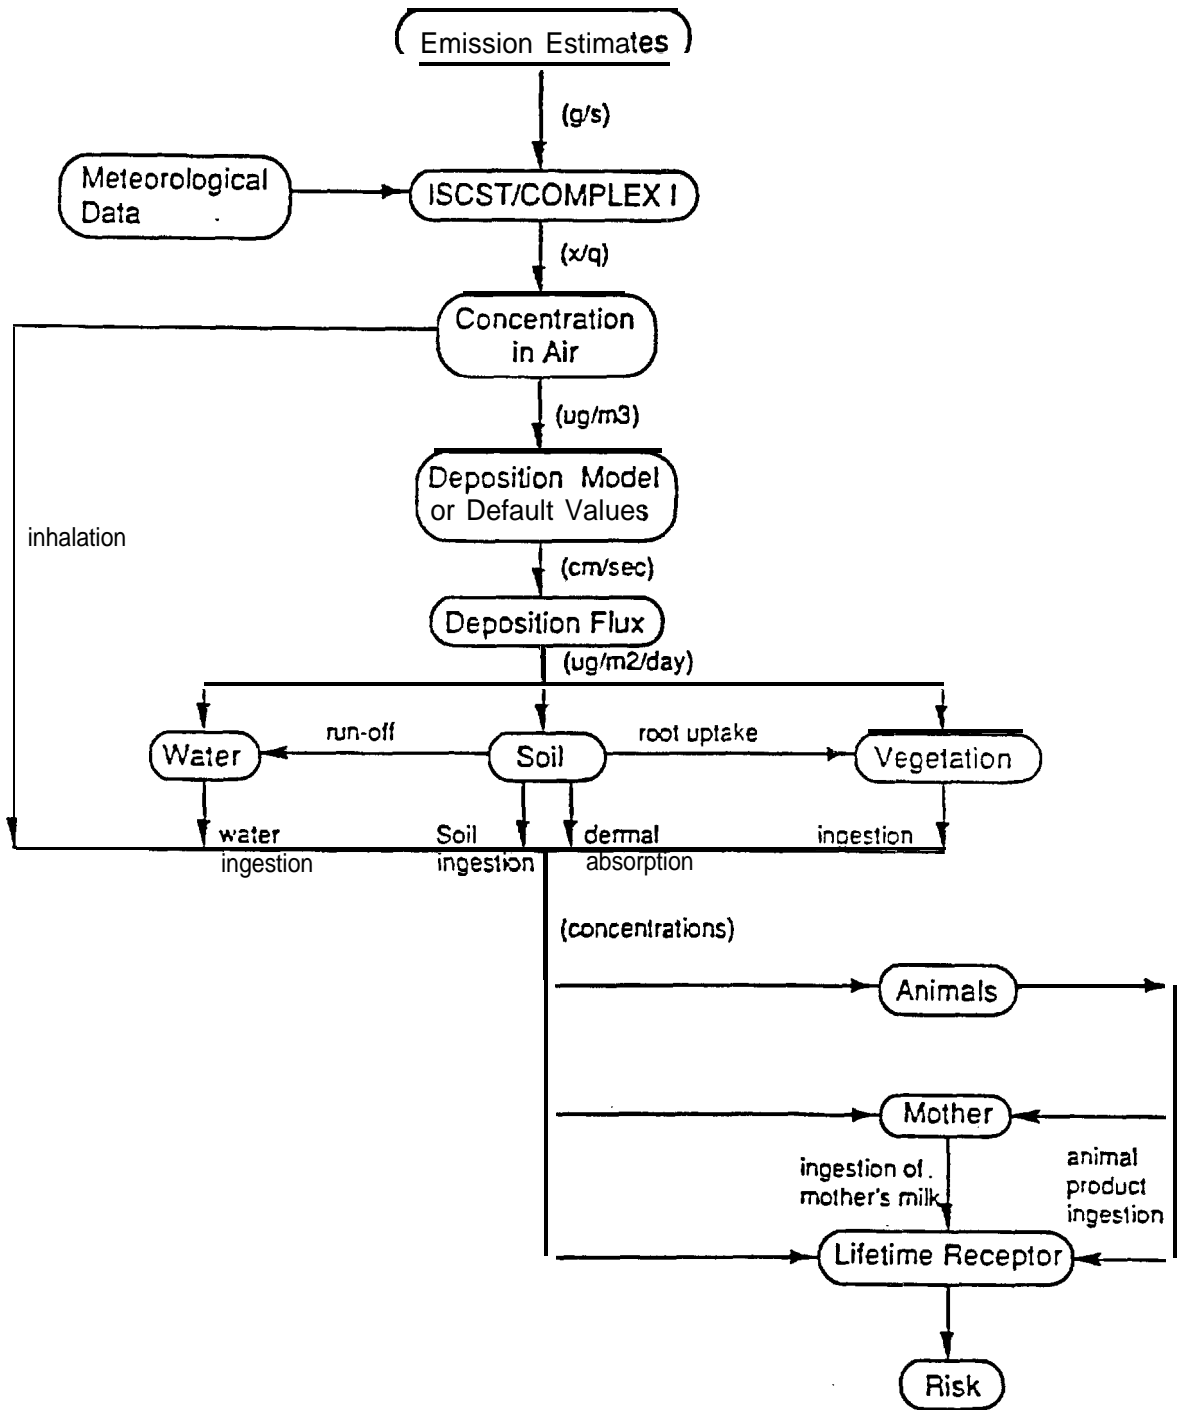 Emission Estimates
(g/s)
Meteorological
Data
ISCST/COMPLEX I
(x/q)
Concentration
in Air
(ug/m3)
Deposition Model
or Default Values
inhalation
(cm/sec)
Deposition Flux
(ug/m2/day)
run-off
root uptake
Water
Soil
Vegetation
water
ingestion
Soil
ingestion
dermal
absorption
ingestion
(concentrations)
Animals
Mother
ingestion of
mother's milk
animal
product
ingestion
Lifetime Receptor
Risk